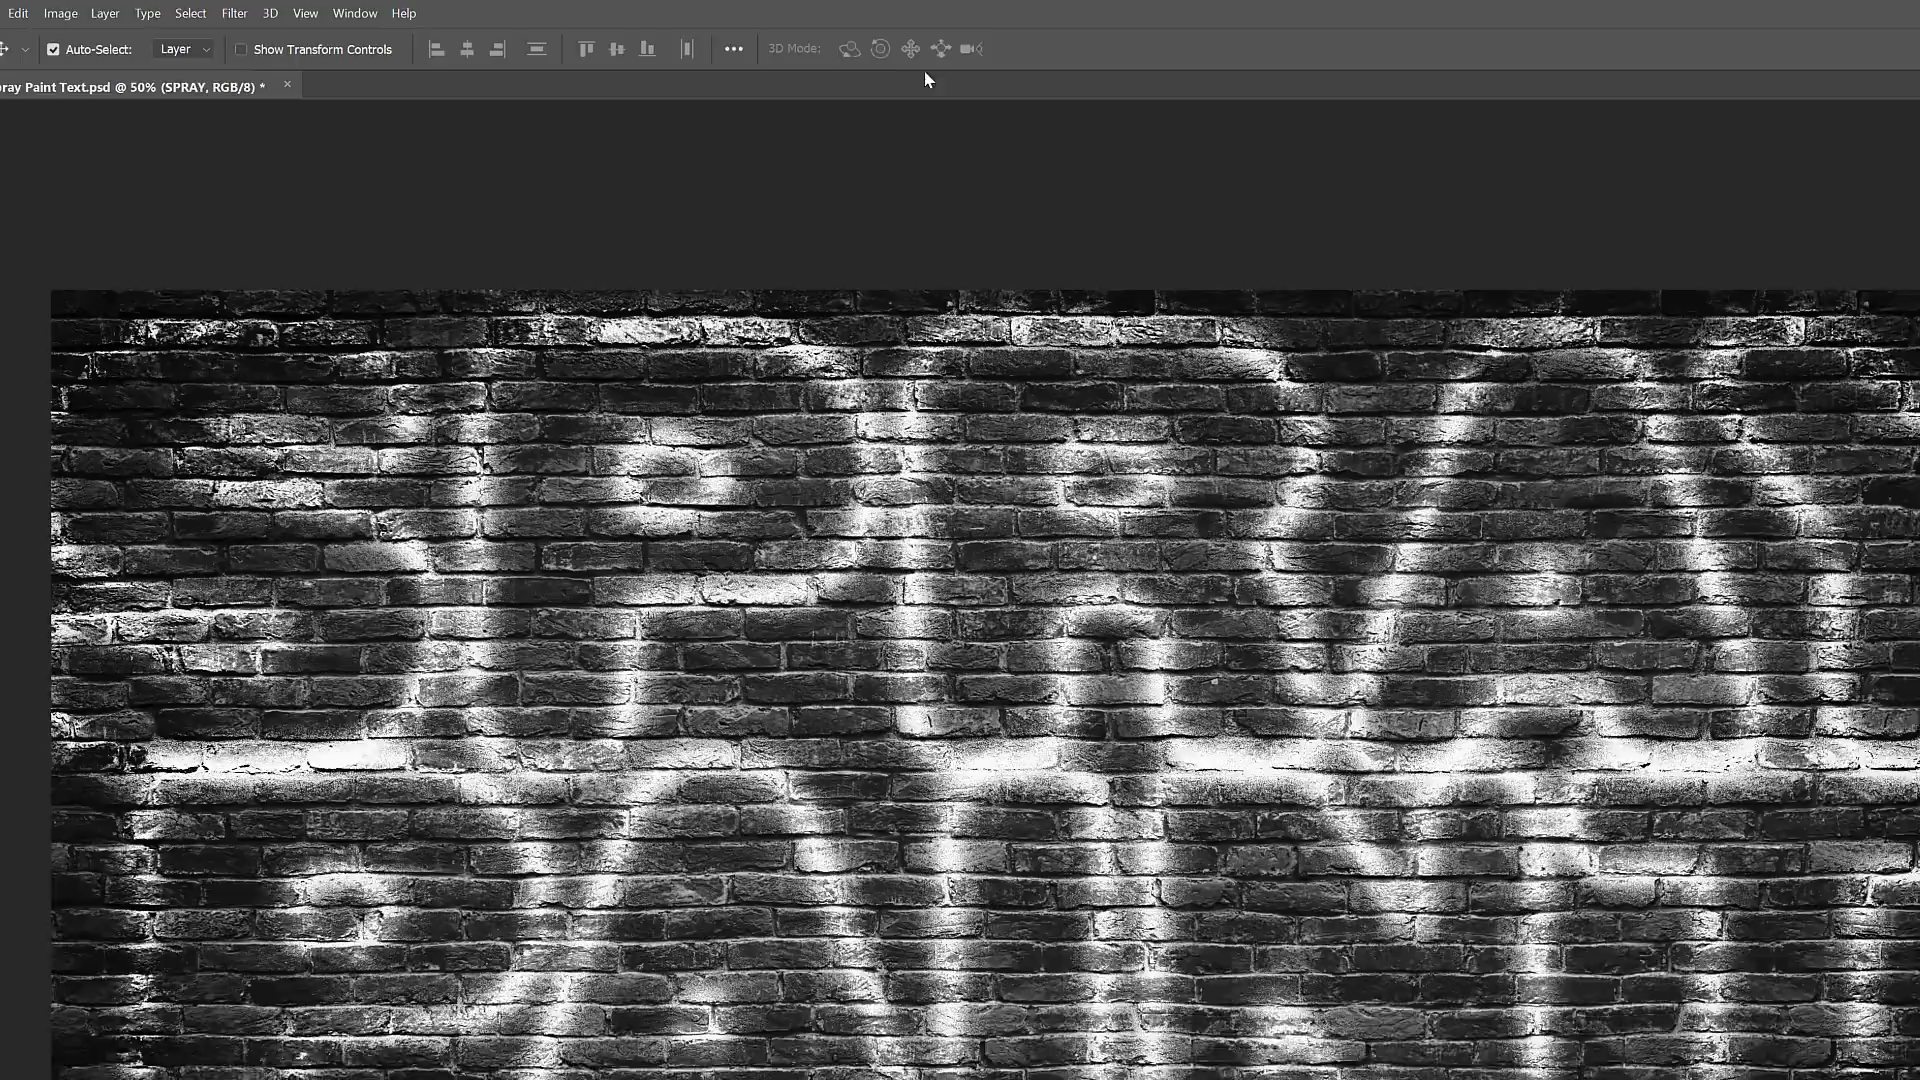 Edit Image Layer Type Select Filter 3D View Window Help
Auto-Select: Layer Show Transform Controls 3D Mode:
ray Paint Text.psd @ 50% (SPRAY, RGB/8) *